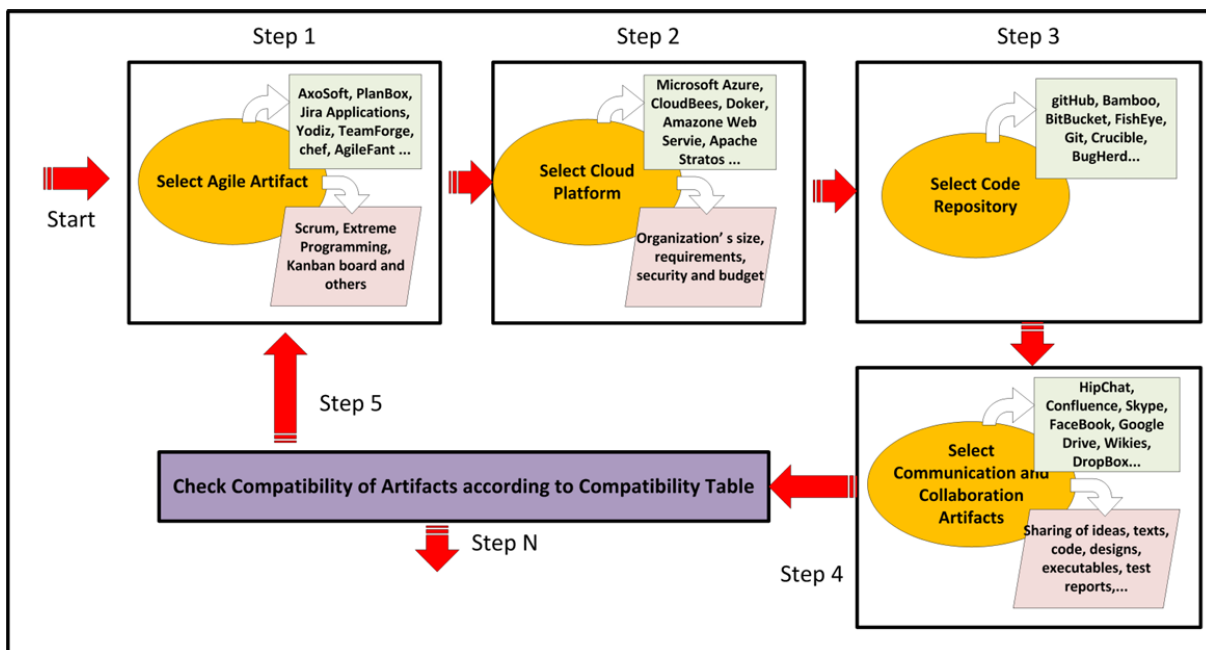 Step 1
Step 2
Step 3
AxoSoft, PlanBox,
Jira Applications,
Yodiz, TeamForge,
chef, AgileFant ...
Select Agile Artifact
Scrum, Extreme
Programming,
Kanban board and
others
Microsoft Azure,
CloudBees, Doker,
Amazone Web
Servie, Apache
Stratos ...
Select Cloud
Platform
Organization' s size,
requirements,
security and budget
gitHub, Bamboo,
BitBucket, FishEye,
Git, Crucible,
BugHerd...
Select Code
Repository
Start
Step 5
HipChat,
Confluence, Skype,
FaceBook, Google
Drive, Wikies,
DropBox...
Select
Communication and
Collaboration
Artifacts
Sharing of ideas, texts,
code, designs,
executables, test
reports,...
Step 4
Check Compatibility of Artifacts according to Compatibility Table
Step N